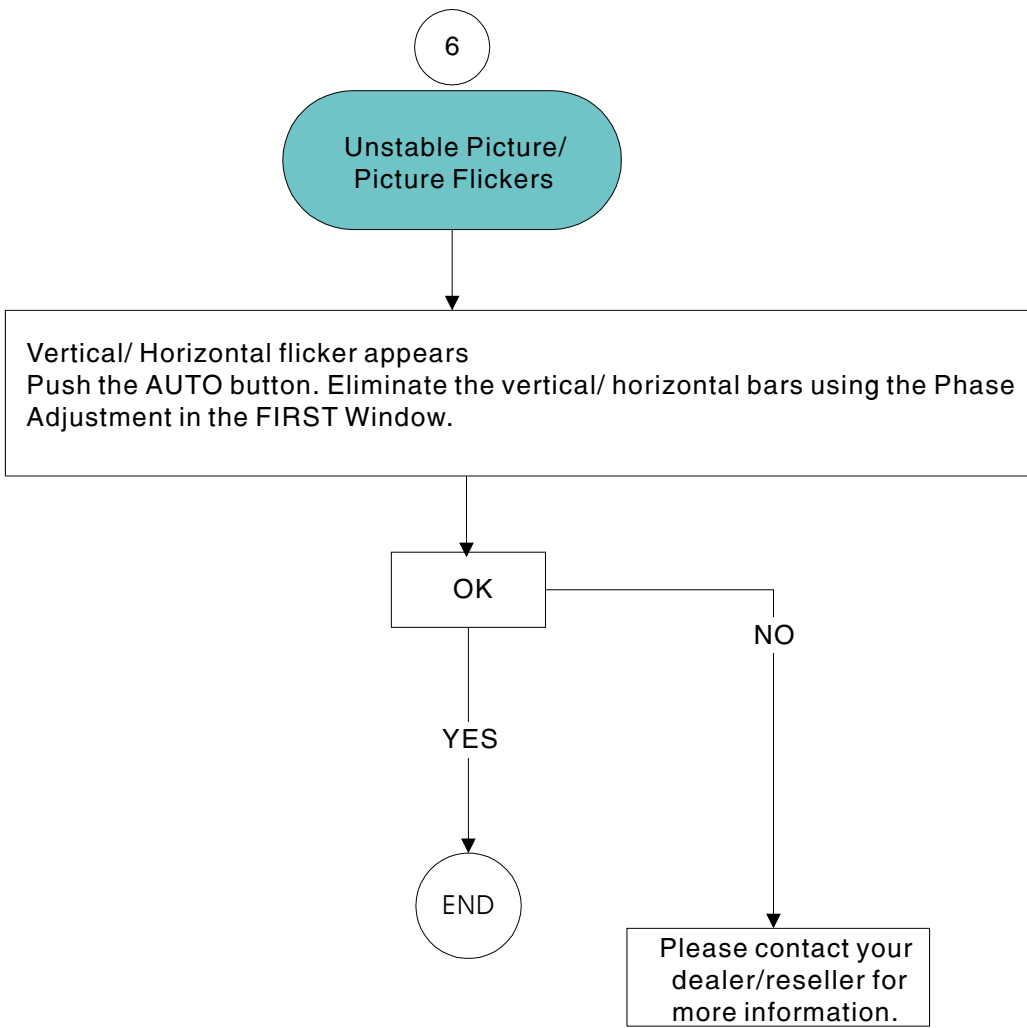 6
Unstable Picture/
Picture Flickers
Vertical/ Horizontal flicker appears
Push the AUTO button. Eliminate the vertical/ horizontal bars using the Phase
Adjustment in the FIRST Window.
OK
NO
YES
END
Please contact your
dealer/reseller for
more information.